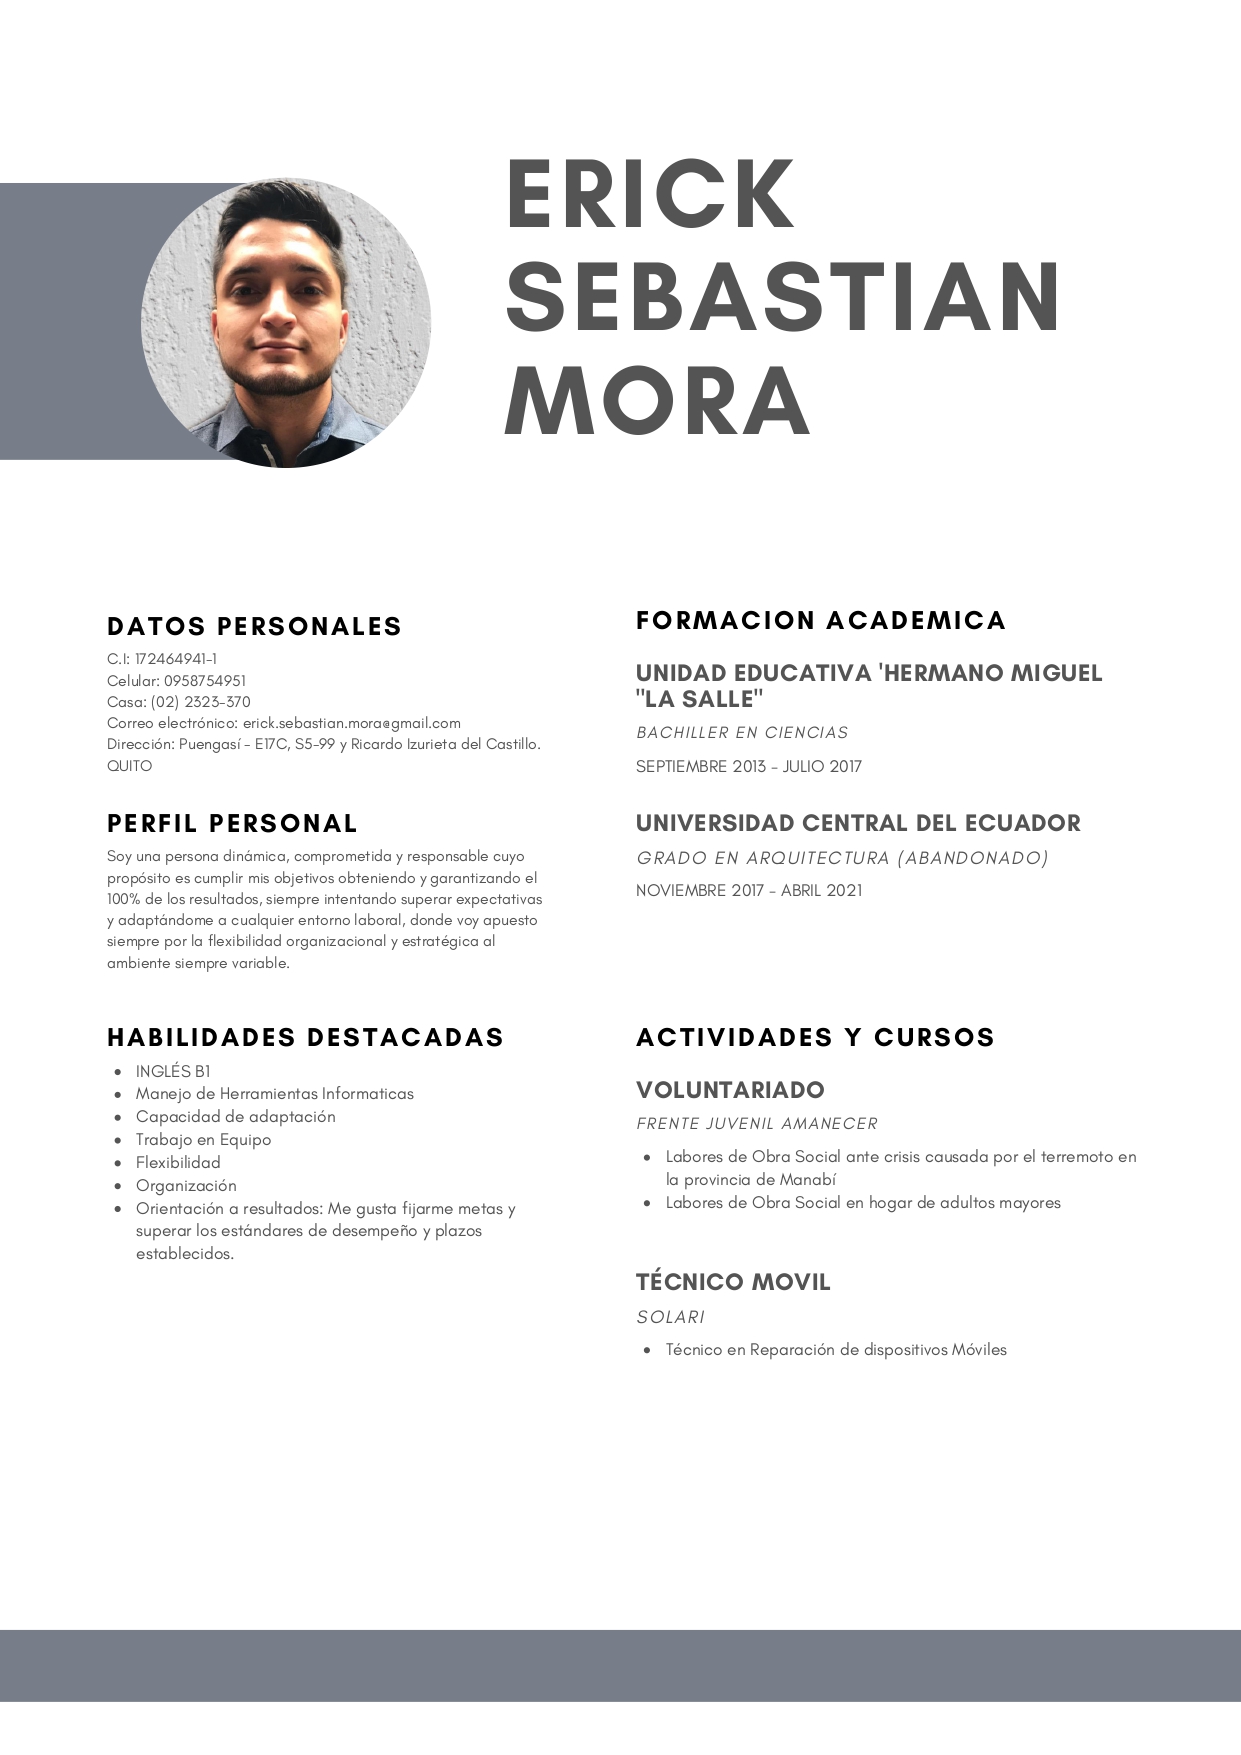 ERICK
SEBASTIAN
MORA
DATOS PERSONALES
C.I: 172464941-1
Celular: 0958754951
Casa: (02) 2323-370
Correo electrónico: erick.sebastian.mora@gmail.com
Dirección: Puengasí - E17C, S5-99 y Ricardo Izurieta del Castillo.
QUITO
PERFIL PERSONAL
Soy una persona dinámica, comprometida y responsable cuyo
propósito es cumplir mis objetivos obteniendo y garantizando el
100% de los resultados, siempre intentando superar expectativas
y adaptándome a cualquier entorno laboral, donde voy apuesto
siempre por la flexibilidad organizacional y estratégica al
ambiente siempre variable.
HABILIDADES DESTACADAS
• INGLÉS B1
• Manejo de Herramientas Informaticas
• Capacidad de adaptación
• Trabajo en Equipo
• Flexibilidad
• Organización
• Orientación a resultados: Me gusta fijarme metas y
superar los estándares de desempeño y plazos
establecidos.
FORMACION ACADEMICA
UNIDAD EDUCATIVA 'HERMANO MIGUEL
"LA SALLE"
BACHILLER EN CIENCIAS
SEPTIEMBRE 2013 - JULIO 2017
UNIVERSIDAD CENTRAL DEL ECUADOR
GRADO EN ARQUITECTURA (ABANDONADO)
NOVIEMBRE 2017 - ABRIL 2021
ACTIVIDADES Y CURSOS
VOLUNTARIADO
FRENTE JUVENIL AMANECER
• Labores de Obra Social ante crisis causada por el terremoto en
la provincia de Manabí
• Labores de Obra Social en hogar de adultos mayores
TÉCNICO MOVIL
SOLARI
• Técnico en Reparación de dispositivos Móviles